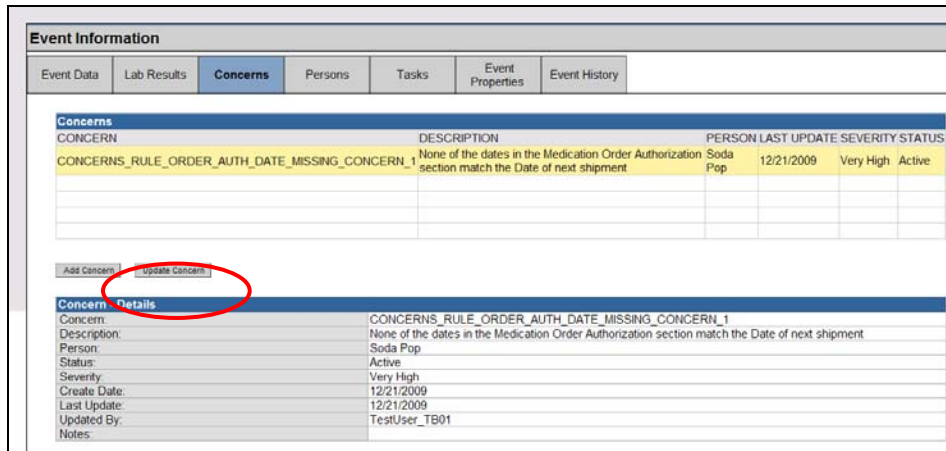 Event Information
Event Data Lab Results Concerns Persons Tasks Event Properties Event History
Concerns
CONCERN DESCRIPTION PERSON LAST UPDATE SEVERITY STATUS
CONCERNS_RULE_ORDER_AUTH_DATE_MISSING_CONCERN_1 None of the dates in the Medication Order Authorization section match the Date of next shipment Soda Pop 12/21/2009 Very High Active
Add Concern Update Concern
Concern - Details
Concern: CONCERNS_RULE_ORDER_AUTH_DATE_MISSING_CONCERN_1
Description: None of the dates in the Medication Order Authorization section match the Date of next shipment
Person: Soda Pop
Status: Active
Severity: Very High
Create Date: 12/21/2009
Last Update: 12/21/2009
Updated By: TestUser_TB01
Notes: